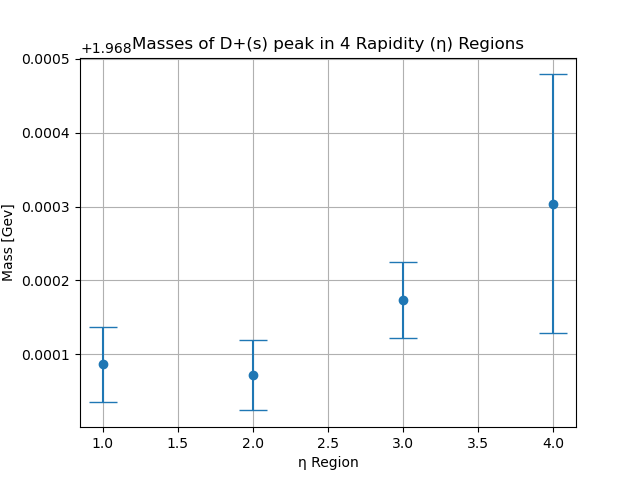 Masses of D+(s) peak in 4 Rapidity (η) Regions
+1.968
0.0005
0.0004
0.0003
0.0002
0.0001
Mass [Gev]
1.0 1.5 2.0 2.5 3.0 3.5 4.0
η Region